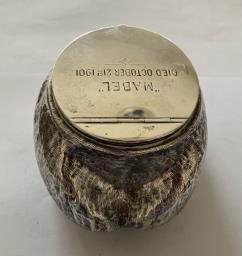 "MABEL"
DIED OCTOBER 21ST 1901